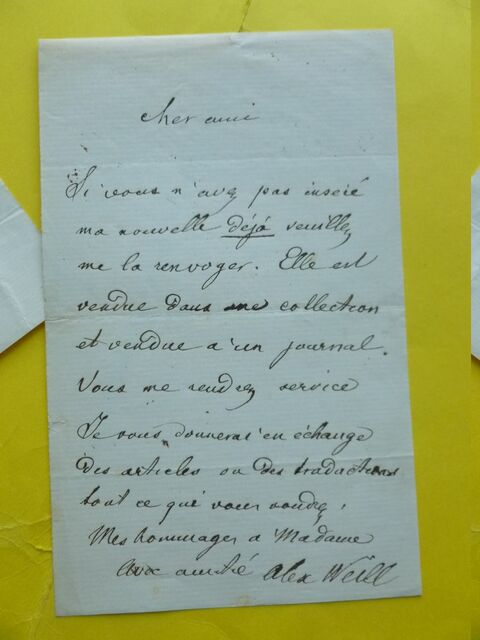 Cher ami
Si vous n'avez pas inséré
ma nouvelle déjà veuillez
me la renvoyer. Elle est
vendue dans une collection
et vendue a un journal.
Vous me rendrez service
Je vous donnerai en échange
des articles ou des traductions
tout ce que vous voudrez.
Mes hommages a Madame
avec amitié Alex Weill